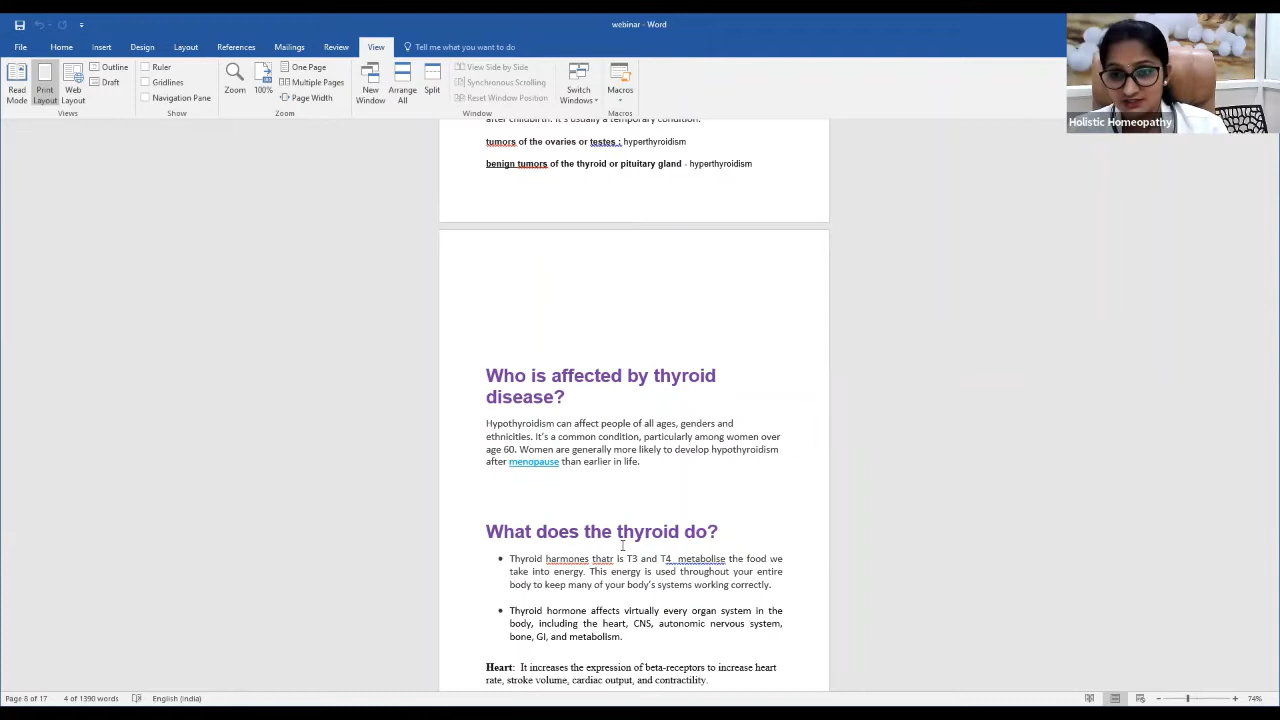 webinar - Word
File Home Insert Design Layout References Mailings Review View Tell me what you want to do
Read Mode
Print Layout
Web Layout
Outline
Draft
Views
Ruler
Gridlines
Navigation Pane
Show
Zoom
100%
One Page
Multiple Pages
Page Width
Zoom
New Window
Arrange All
Split
View Side by Side
Synchronous Scrolling
Reset Window Position
Window
Switch Windows
Macros
Macros
Holistic Homeopathy
after childbirth. It's usually a temporary condition.
tumors of the ovaries or testes : hyperthyroidism
benign tumors of the thyroid or pituitary gland - hyperthyroidism
Who is affected by thyroid
disease?
Hypothyroidism can affect people of all ages, genders and
ethnicities. It's a common condition, particularly among women over
age 60. Women are generally more likely to develop hypothyroidism
after menopause than earlier in life.
What does the thyroid do?
• Thyroid harmones thatr is T3 and T4 metabolise the food we
take into energy. This energy is used throughout your entire
body to keep many of your body's systems working correctly.
• Thyroid hormone affects virtually every organ system in the
body, including the heart, CNS, autonomic nervous system,
bone, GI, and metabolism.
Heart: It increases the expression of beta-receptors to increase heart
rate, stroke volume, cardiac output, and contractility.
Page 8 of 17 4 of 1390 words English (India) 74%